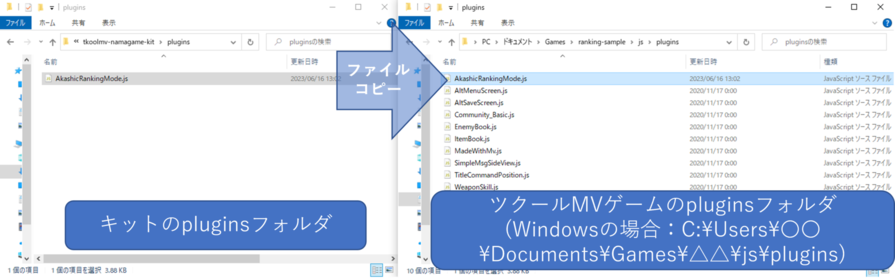 plugins
ファイル ホーム 共有 表示
« tkoolmv-namagame-kit › plugins
pluginsの検索
名前 更新日時
AkashicRankingMode.js 2023/06/16 13:02
キットのpluginsフォルダ
1 個の項目 1 個の項目を選択 3.88 KB
ファイル
コピー
plugins
ファイル ホーム 共有 表示
PC › ドキュメント › Games › ranking-sample › js › plugins
pluginsの検索
名前 更新日時 種類
AkashicRankingMode.js 2023/06/16 13:02 JavaScript ソース ファイル
AltMenuScreen.js 2020/11/17 0:00 JavaScript ソース ファイル
AltSaveScreen.js 2020/11/17 0:00 JavaScript ソース ファイル
Community_Basic.js 2020/11/17 0:00 JavaScript ソース ファイル
EnemyBook.js 2020/11/17 0:00 JavaScript ソース ファイル
ItemBook.js 2020/11/17 0:00 JavaScript ソース ファイル
MadeWithMv.js 2020/11/17 0:00 JavaScript ソース ファイル
SimpleMsgSideView.js 2020/11/17 0:00 JavaScript ソース ファイル
TitleCommandPosition.js 2020/11/17 0:00 JavaScript ソース ファイル
WeaponSkill.js 2020/11/17 0:00 JavaScript ソース ファイル
ツクールMVゲームのpluginsフォルダ
(Windowsの場合：C:¥Users¥〇〇
¥Documents¥Games¥△△¥js¥plugins)
10 個の項目 1 個の項目を選択 3.88 KB